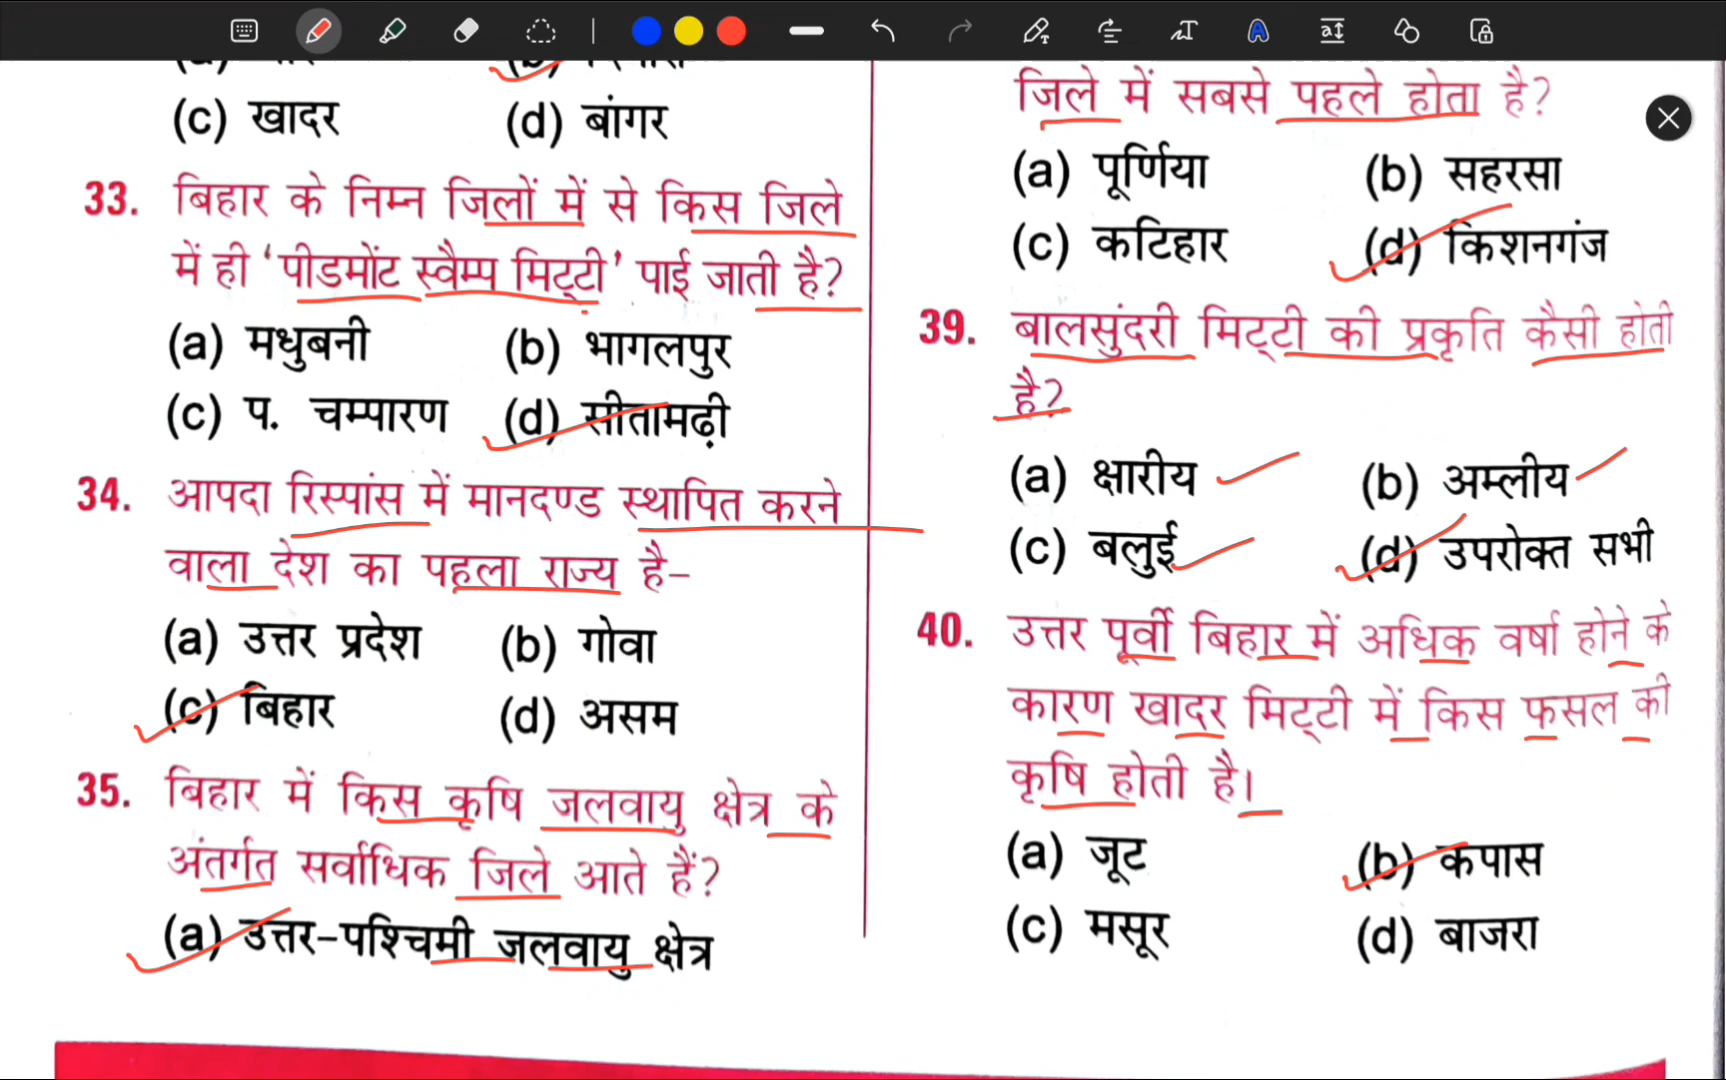 (c) खादर (d) बांगर
33. बिहार के निम्न जिलों में से किस जिले
में ही ‘पीडमोंट स्वैम्प मिट्टी’ पाई जाती है?
(a) मधुबनी (b) भागलपुर
(c) प. चम्पारण (d) सीतामढ़ी
34. आपदा रिस्पांस में मानदण्ड स्थापित करने
वाला देश का पहला राज्य है–
(a) उत्तर प्रदेश (b) गोवा
(c) बिहार (d) असम
35. बिहार में किस कृषि जलवायु क्षेत्र के
अंतर्गत सर्वाधिक जिले आते हैं?
(a) उत्तर-पश्चिमी जलवायु क्षेत्र
जिले में सबसे पहले होता है?
(a) पूर्णिया (b) सहरसा
(c) कटिहार (d) किशनगंज
39. बालसुंदरी मिट्टी की प्रकृति कैसी होती
है?
(a) क्षारीय (b) अम्लीय
(c) बलुई (d) उपरोक्त सभी
40. उत्तर पूर्वी बिहार में अधिक वर्षा होने के
कारण खादर मिट्टी में किस फसल की
कृषि होती है।
(a) जूट (b) कपास
(c) मसूर (d) बाजरा